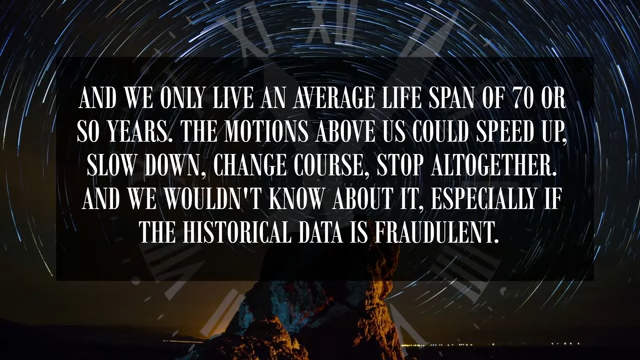 AND WE ONLY LIVE AN AVERAGE LIFE SPAN OF 70 OR
SO YEARS. THE MOTIONS ABOVE US COULD SPEED UP,
SLOW DOWN, CHANGE COURSE, STOP ALTOGETHER.
AND WE WOULDN'T KNOW ABOUT IT, ESPECIALLY IF
THE HISTORICAL DATA IS FRAUDULENT.